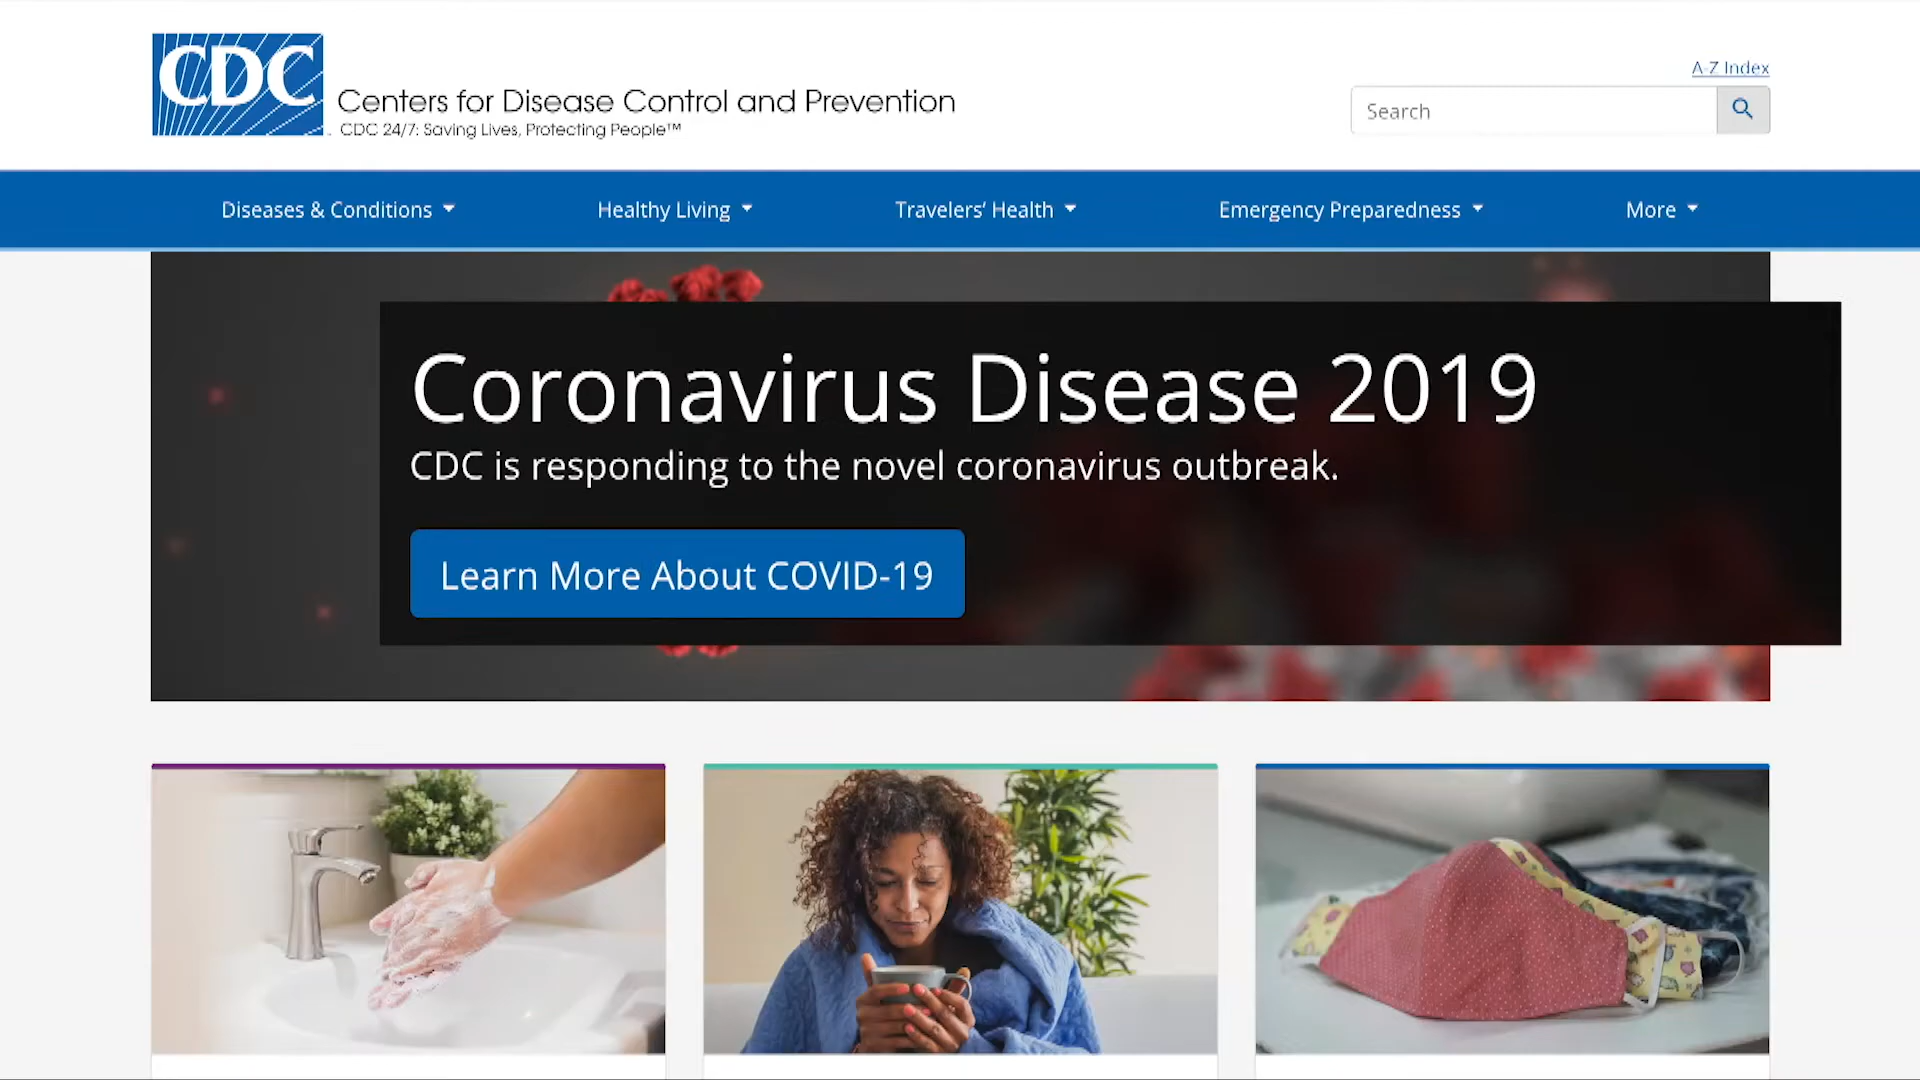 CDC
Centers for Disease Control and Prevention
CDC 24/7: Saving Lives, Protecting People™
A-Z Index
Search
Diseases & Conditions
Healthy Living
Travelers’ Health
Emergency Preparedness
More
Coronavirus Disease 2019
CDC is responding to the novel coronavirus outbreak.
Learn More About COVID-19